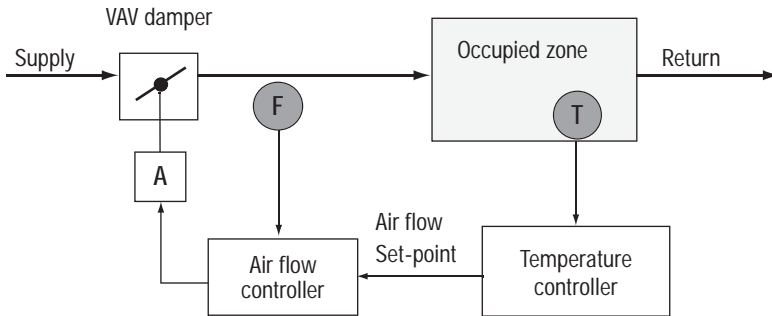 VAV damper
Supply
Occupied zone
Return
F
T
A
Air flow
Set-point
Air flow
controller
Temperature
controller